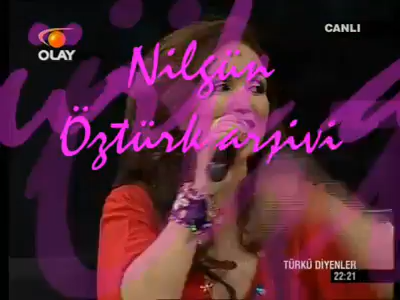 OLAY
CANLI
Nilgün
Öztürk arşivi
TÜRKÜ DİYENLER
22:21